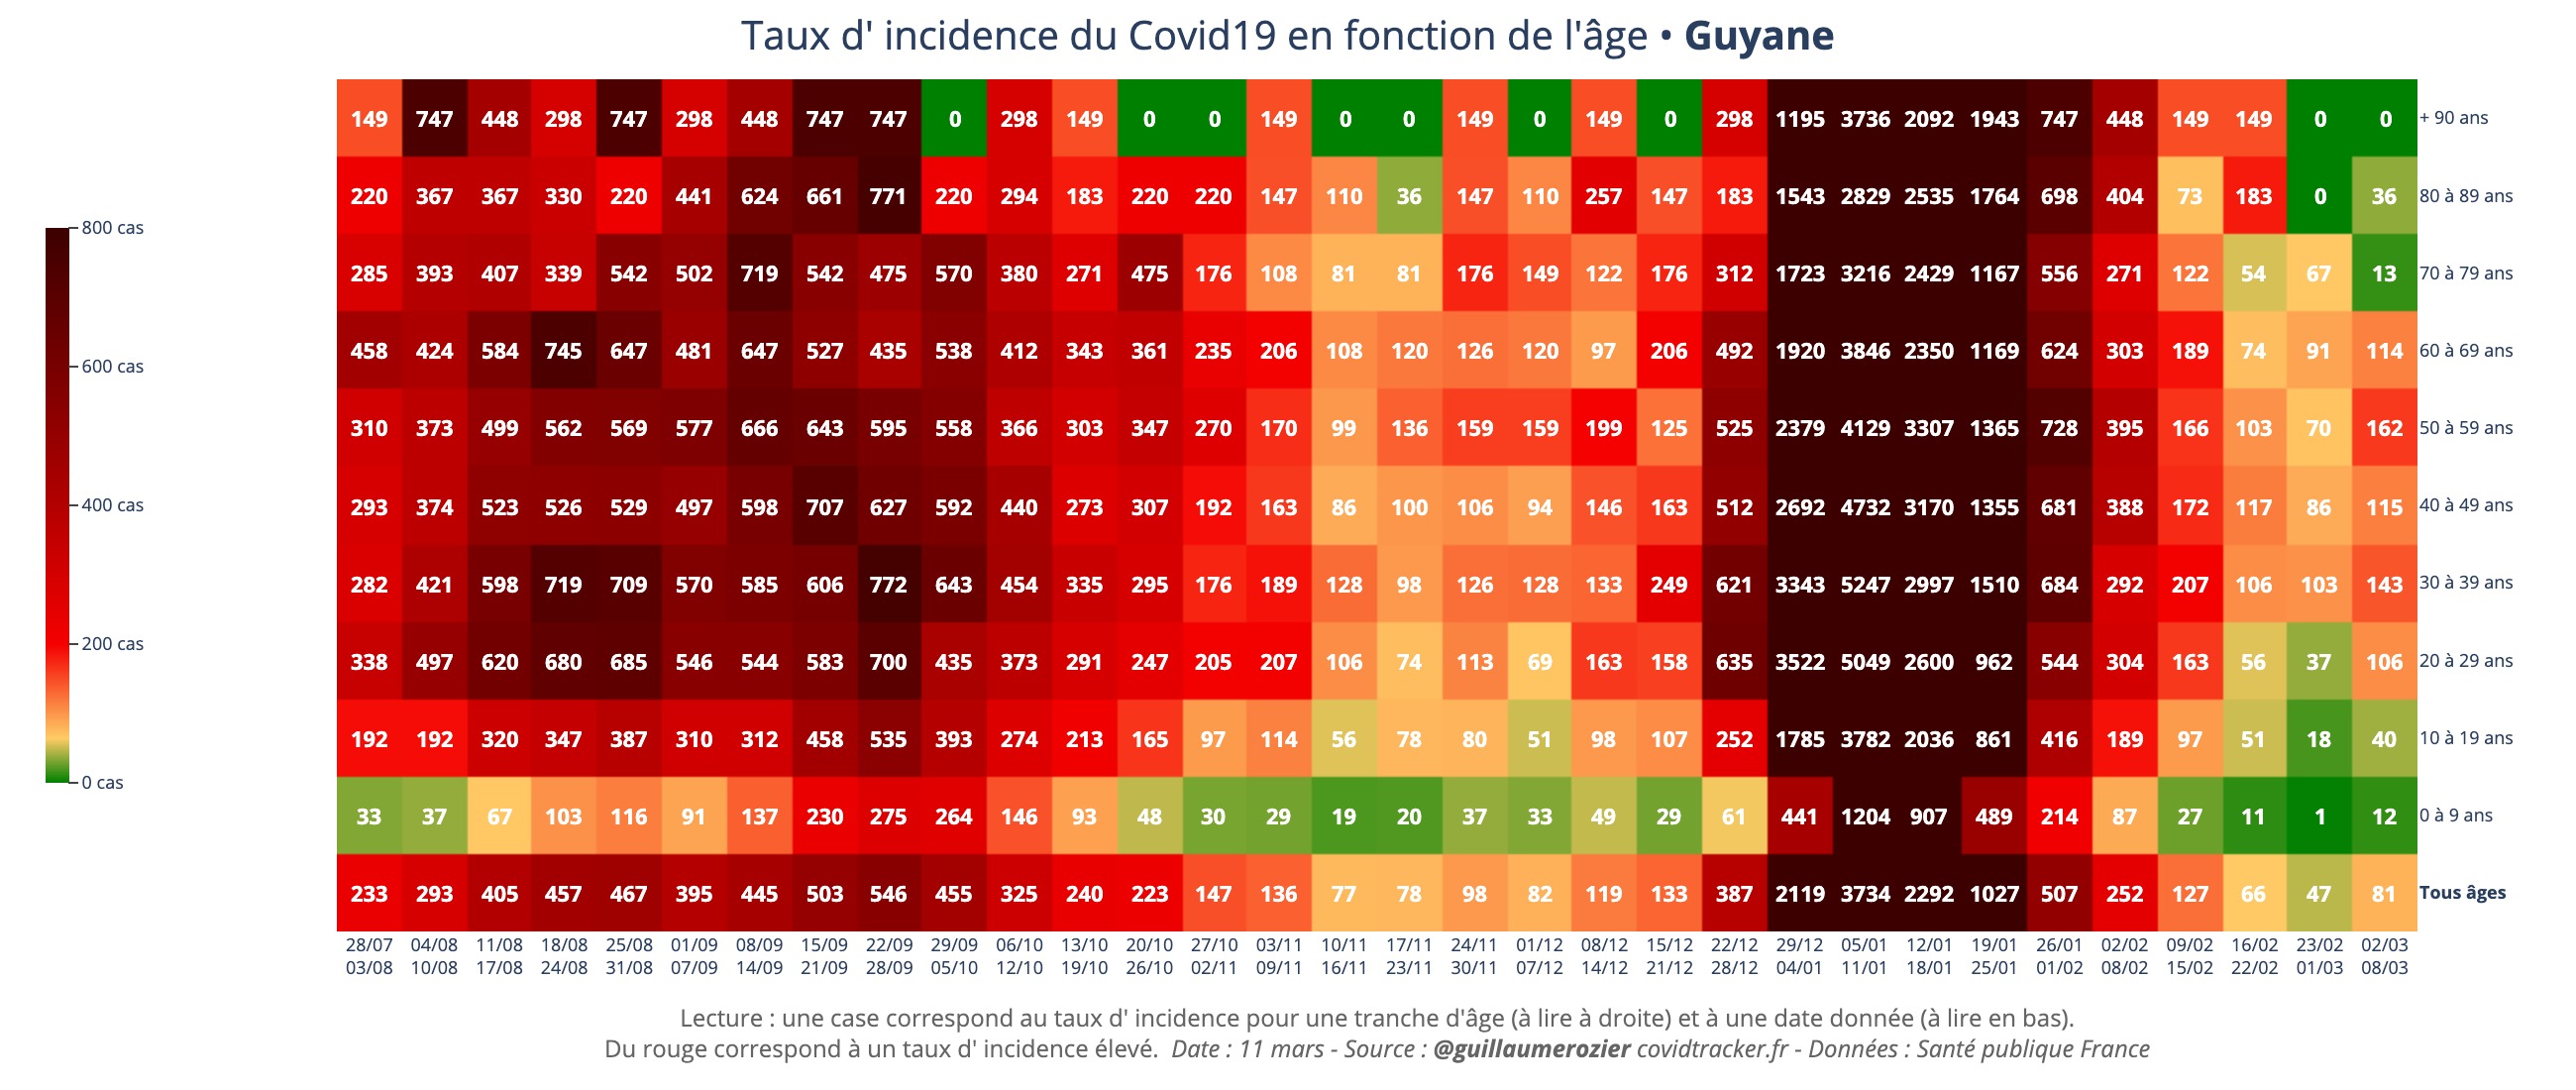 Taux d' incidence du Covid19 en fonction de l'âge • Guyane
800 cas
600 cas
400 cas
200 cas
0 cas
149 747 448 298 747 298 448 747 747 0 298 149 0 0 149 0 0 149 0 149 0 298 1195 3736 2092 1943 747 448 149 149 0 0 + 90 ans
220 367 367 330 220 441 624 661 771 220 294 183 220 220 147 110 36 147 110 257 147 183 1543 2829 2535 1764 698 404 73 183 0 36 80 à 89 ans
285 393 407 339 542 502 719 542 475 570 380 271 475 176 108 81 81 176 149 122 176 312 1723 3216 2429 1167 556 271 122 54 67 13 70 à 79 ans
458 424 584 745 647 481 647 527 435 538 412 343 361 235 206 108 120 126 120 97 206 492 1920 3846 2350 1169 624 303 189 74 91 114 60 à 69 ans
310 373 499 562 569 577 666 643 595 558 366 303 347 270 170 99 136 159 159 199 125 525 2379 4129 3307 1365 728 395 166 103 70 162 50 à 59 ans
293 374 523 526 529 497 598 707 627 592 440 273 307 192 163 86 100 106 94 146 163 512 2692 4732 3170 1355 681 388 172 117 86 115 40 à 49 ans
282 421 598 719 709 570 585 606 772 643 454 335 295 176 189 128 98 126 128 133 249 621 3343 5247 2997 1510 684 292 207 106 103 143 30 à 39 ans
338 497 620 680 685 546 544 583 700 435 373 291 247 205 207 106 74 113 69 163 158 635 3522 5049 2600 962 544 304 163 56 37 106 20 à 29 ans
192 192 320 347 387 310 312 458 535 393 274 213 165 97 114 56 78 80 51 98 107 252 1785 3782 2036 861 416 189 97 51 18 40 10 à 19 ans
33 37 67 103 116 91 137 230 275 264 146 93 48 30 29 19 20 37 33 49 29 61 441 1204 907 489 214 87 27 11 1 12 0 à 9 ans
233 293 405 457 467 395 445 503 546 455 325 240 223 147 136 77 78 98 82 119 133 387 2119 3734 2292 1027 507 252 127 66 47 81 Tous âges
28/07 04/08 11/08 18/08 25/08 01/09 08/09 15/09 22/09 29/09 06/10 13/10 20/10 27/10 03/11 10/11 17/11 24/11 01/12 08/12 15/12 22/12 29/12 05/01 12/01 19/01 26/01 02/02 09/02 16/02 23/02 02/03
03/08 10/08 17/08 24/08 31/08 07/09 14/09 21/09 28/09 05/10 12/10 19/10 26/10 02/11 09/11 16/11 23/11 30/11 07/12 14/12 21/12 28/12 04/01 11/01 18/01 25/01 01/02 08/02 15/02 22/02 01/03 08/03
Lecture : une case correspond au taux d' incidence pour une tranche d'âge (à lire à droite) et à une date donnée (à lire en bas).
Du rouge correspond à un taux d' incidence élevé. Date : 11 mars - Source : @guillaumerozier covidtracker.fr - Données : Santé publique France